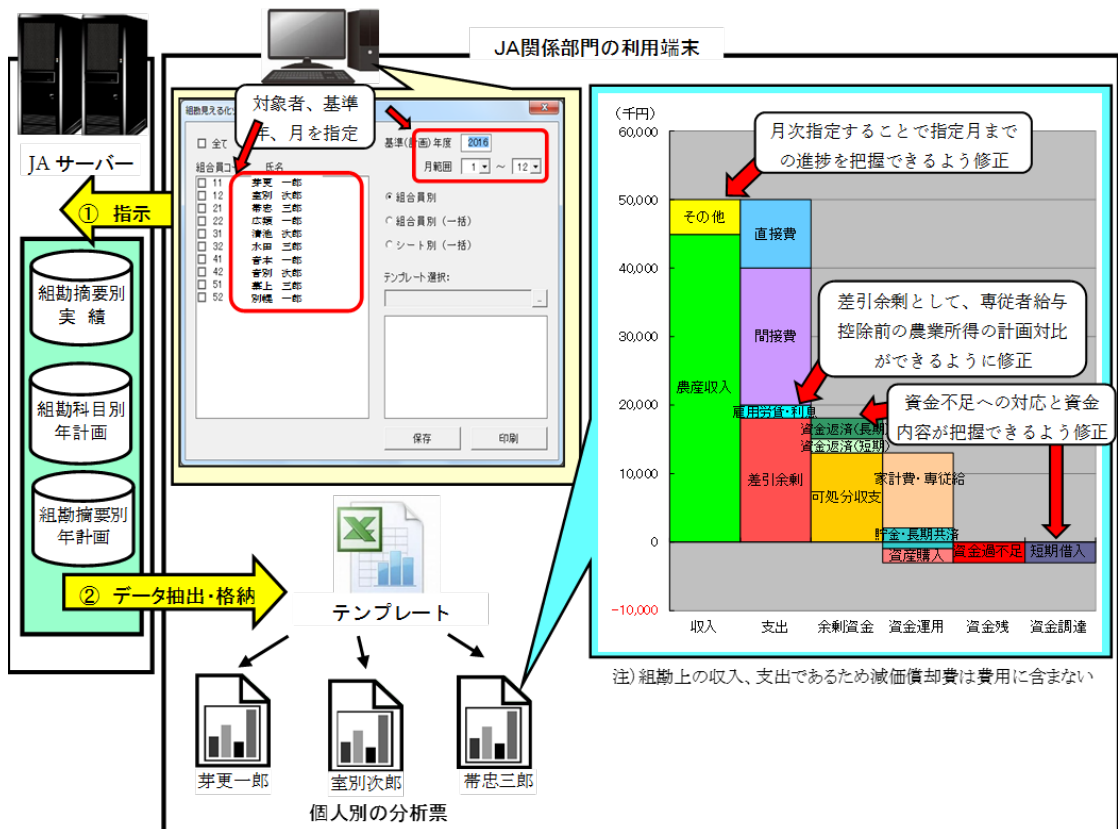 JA関係部門の利用端末
JA サーバー
① 指示
組勘摘要別
実 績
組勘科目別
年計画
組勘摘要別
年計画
② データ抽出・格納
組勘見える化
対象者、基準
年、月を指定
全て
基準(計画)年度 2016
月範囲 1 ～ 12
組合員コ
氏名
11 芽更 一郎
12 室別 次郎
21 帯忠 三郎
22 広類 一郎
31 清池 次郎
32 水田 三郎
41 音本 一郎
42 音別 次郎
51 
52 別幌 一郎
組合員別
組合員別 (一括)
シート別 (一括)
テンプレート選択:
..
保存
印刷
テンプレート
芽更一郎
室別次郎
帯忠三郎
個人別の分析票
(千円)
60,000
50,000
40,000
30,000
20,000
10,000
0
-10,000
月次指定することで指定月まで
の進捗を把握できるよう修正
差引余剰として、専従者給与
控除前の農業所得の計画対比
ができるように修正
資金不足への対応と資金
内容が把握できるよう修正
その他
農産収入
直接費
間接費
雇用労賃・利息
差引余剰
資金返済(長期)
資金返済(短期)
可処分収支
家計費・専従給
貯金・長期共済
資産購入
資金過不足
短期借入
収入
支出
余剰資金
資金運用
資金残
資金調達
注) 組勘上の収入、支出であるため減価償却費は費用に含まない